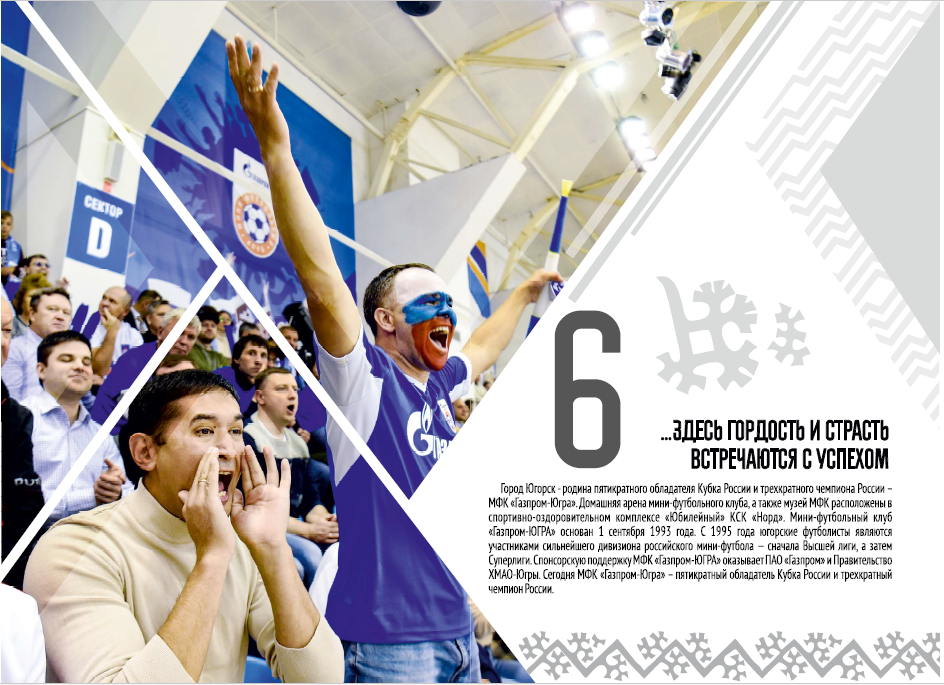 СЕКТОР
D
6
...ЗДЕСЬ ГОРДОСТЬ И СТРАСТЬ
ВСТРЕЧАЮТСЯ С УСПЕХОМ
Город Югорск - родина пятикратного обладателя Кубка России и трехкратного чемпиона России –
МФК «Газпром-Югра». Домашняя арена мини-футбольного клуба, а также музей МФК расположены в
спортивно-оздоровительном комплексе «Юбилейный» КСК «Норд». Мини-футбольный клуб
«Газпром-ЮГРА» основан 1 сентября 1993 года. С 1995 года югорские футболисты являются
участниками сильнейшего дивизиона российского мини-футбола — сначала Высшей лиги, а затем
Суперлиги. Спонсорскую поддержку МФК «Газпром-ЮГРА» оказывает ПАО «Газпром» и Правительство
ХМАО-Югры. Сегодня МФК «Газпром-Югра» – пятикратный обладатель Кубка России и трехкратный
чемпион России.